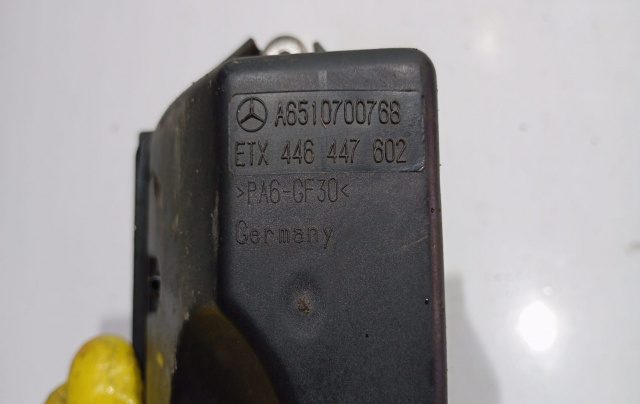 A6510700768
ETX 446 447 602
>PA6-GF30<
Germany